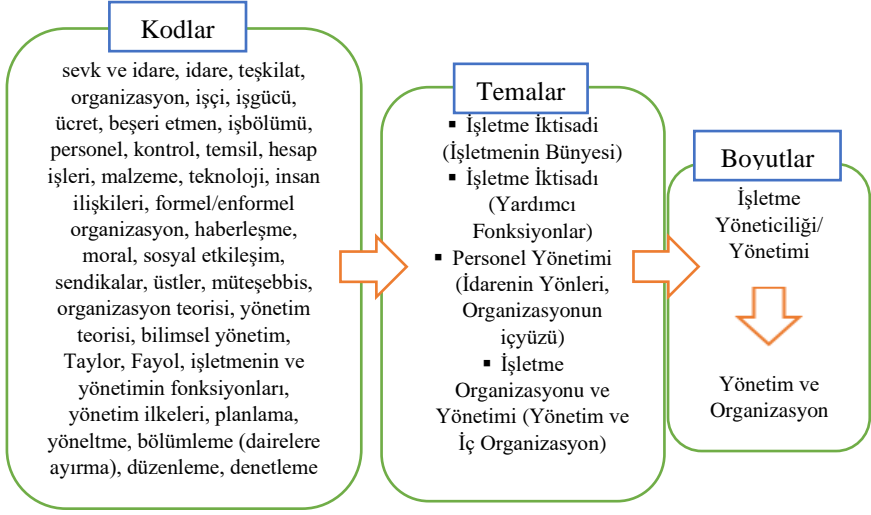 Kodlar
sevk ve idare, idare, teşkilat,
organizasyon, işçi, işgücü,
ücret, beşeri etmen, işbölümü,
personel, kontrol, temsil, hesap
işleri, malzeme, teknoloji, insan
ilişkileri, formel/enformel
organizasyon, haberleşme,
moral, sosyal etkileşim,
sendikalar, üstler, müteşebbis,
organizasyon teorisi, yönetim
teorisi, bilimsel yönetim,
Taylor, Fayol, işletmenin ve
yönetimin fonksiyonları,
yönetim ilkeleri, planlama,
yöneltme, bölümleme (dairelere
ayırma), düzenleme, denetleme
Temalar
▪ İşletme İktisadi
(İşletmenin Bünyesi)
▪ İşletme İktisadı
(Yardımcı
Fonksiyonlar)
▪ Personel Yönetimi
(İdarenin Yönleri,
Organizasyonun
içyüzü)
▪ İşletme
Organizasyonu ve
Yönetimi (Yönetim ve
İç Organizasyon)
Boyutlar
İşletme
Yöneticiliği/
Yönetimi
Yönetim ve
Organizasyon